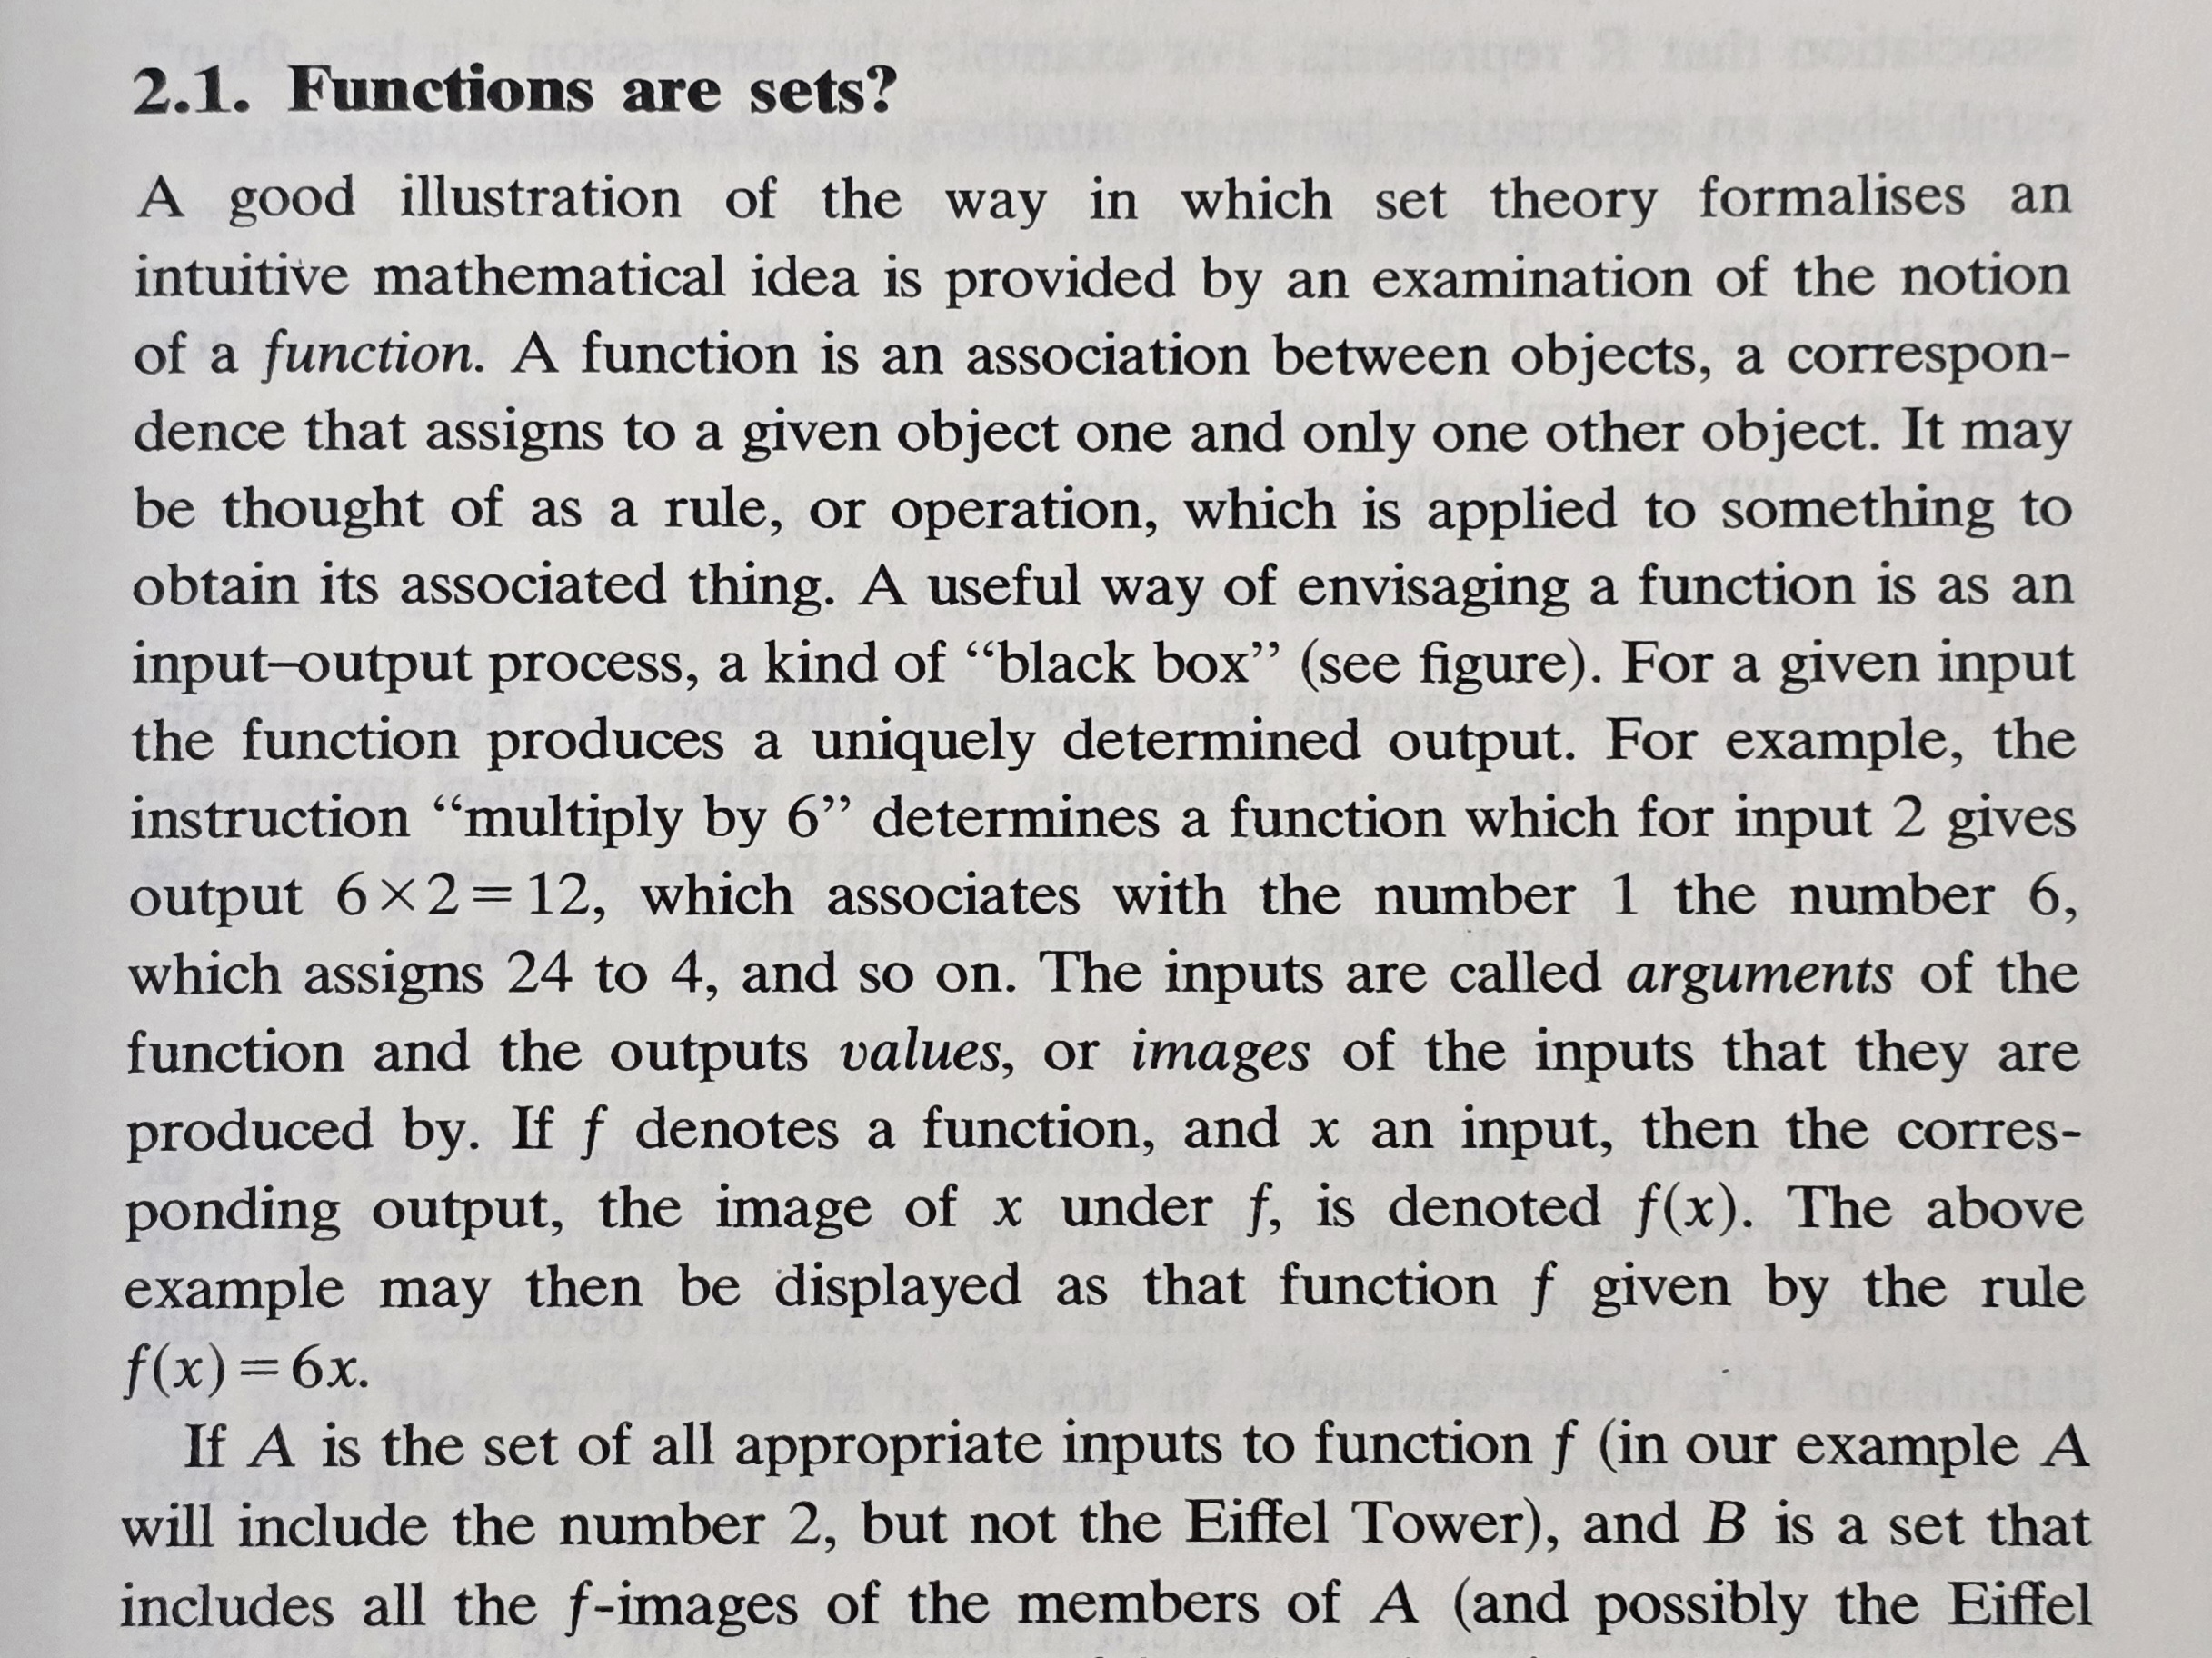 2.1. Functions are sets?
A good illustration of the way in which set theory formalises an
intuitive mathematical idea is provided by an examination of the notion
of a function. A function is an association between objects, a correspon-
dence that assigns to a given object one and only one other object. It may
be thought of as a rule, or operation, which is applied to something to
obtain its associated thing. A useful way of envisaging a function is as an
input–output process, a kind of “black box” (see figure). For a given input
the function produces a uniquely determined output. For example, the
instruction “multiply by 6” determines a function which for input 2 gives
output 6×2=12, which associates with the number 1 the number 6,
which assigns 24 to 4, and so on. The inputs are called arguments of the
function and the outputs values, or images of the inputs that they are
produced by. If f denotes a function, and x an input, then the corres-
ponding output, the image of x under f, is denoted f(x). The above
example may then be displayed as that function f given by the rule
f(x)=6x.
If A is the set of all appropriate inputs to function f (in our example A
will include the number 2, but not the Eiffel Tower), and B is a set that
includes all the f-images of the members of A (and possibly the Eiffel